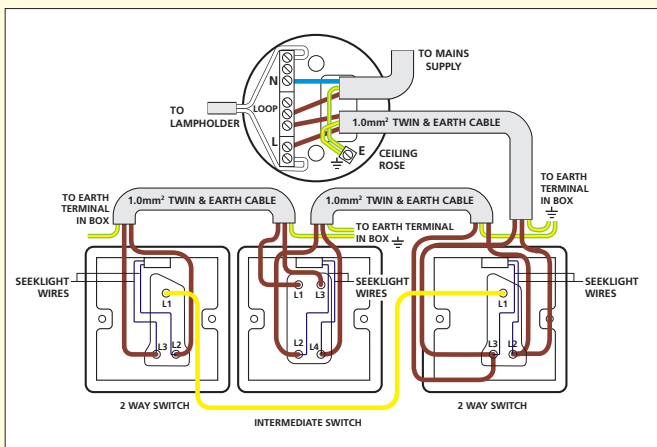 TO MAINS
SUPPLY
N
LOOP
TO
LAMPHOLDER
L
E
1.0mm² TWIN & EARTH CABLE
CEILING
ROSE
TO EARTH
TERMINAL
IN BOX
1.0mm² TWIN & EARTH CABLE
1.0mm² TWIN & EARTH CABLE
TO EARTH
TERMINAL
IN BOX
TO EARTH TERMINAL
IN BOX
SEEKLIGHT
WIRES
L1
L3 L2
L1 L3
L2 L4
SEEKLIGHT
WIRES
L1
L3 L2
SEEKLIGHT
WIRES
2 WAY SWITCH
INTERMEDIATE SWITCH
2 WAY SWITCH